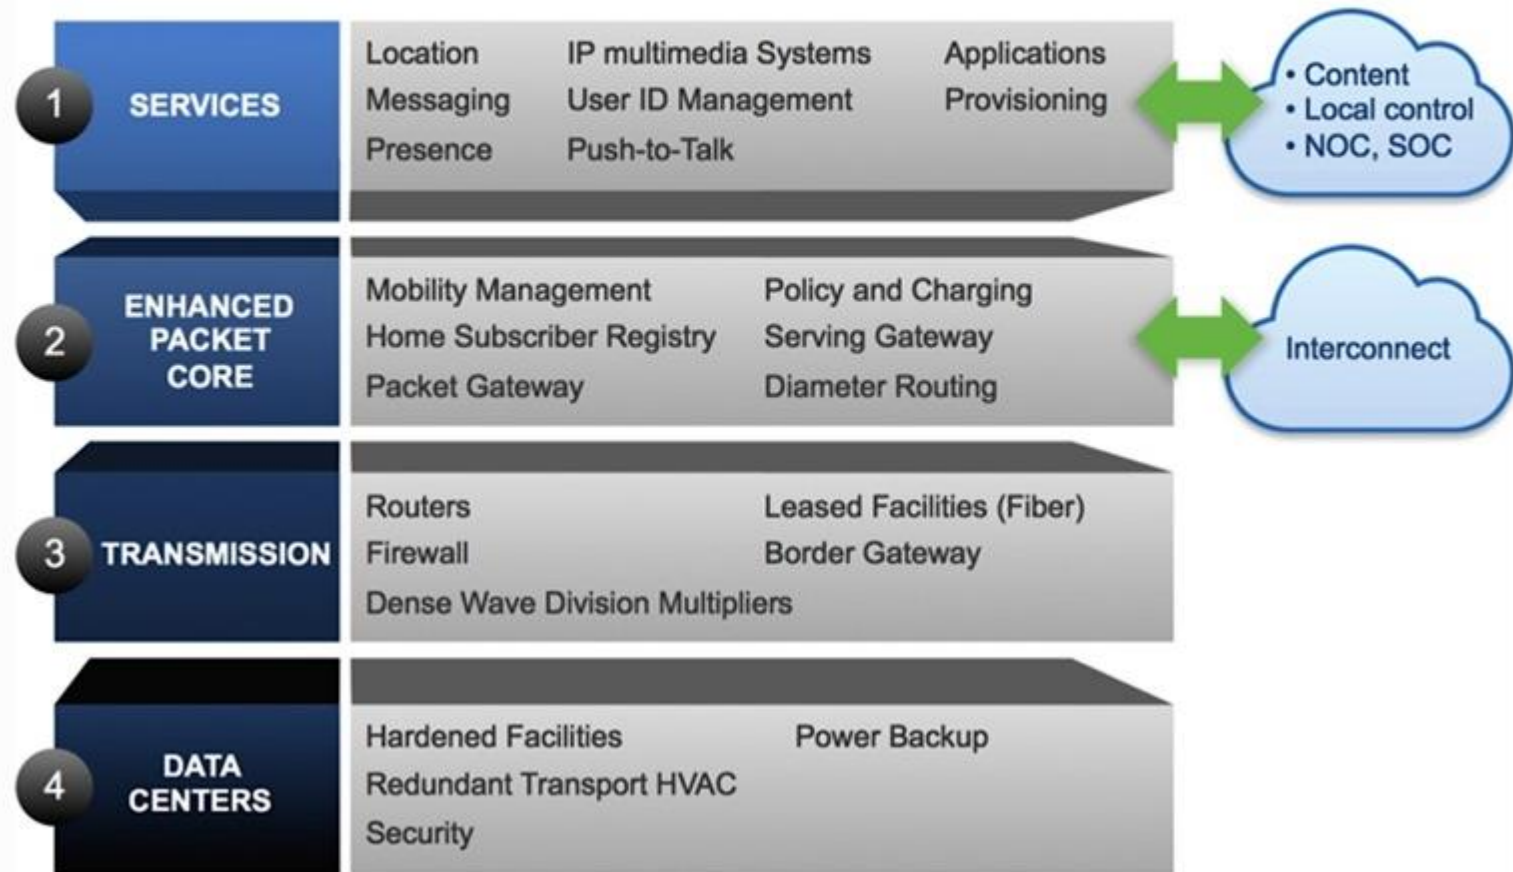 1
SERVICES
Location
IP multimedia Systems
Applications
Messaging
User ID Management
Provisioning
Presence
Push-to-Talk
• Content
• Local control
• NOC, SOC
2
ENHANCED
PACKET
CORE
Mobility Management
Policy and Charging
Home Subscriber Registry
Serving Gateway
Packet Gateway
Diameter Routing
Interconnect
3
TRANSMISSION
Routers
Leased Facilities (Fiber)
Firewall
Border Gateway
Dense Wave Division Multipliers
4
DATA
CENTERS
Hardened Facilities
Power Backup
Redundant Transport HVAC
Security